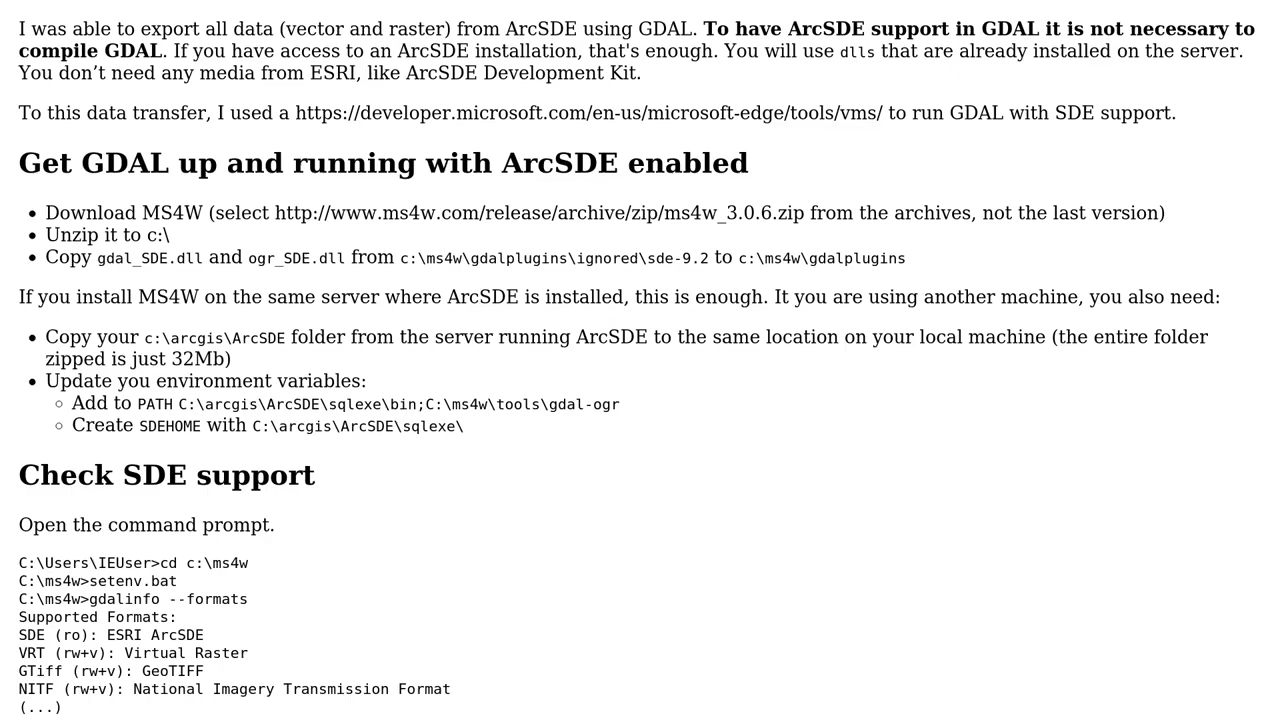 I was able to export all data (vector and raster) from ArcSDE using GDAL. To have ArcSDE support in GDAL it is not necessary to
compile GDAL. If you have access to an ArcSDE installation, that's enough. You will use dlls that are already installed on the server.
You don’t need any media from ESRI, like ArcSDE Development Kit.
To this data transfer, I used a https://developer.microsoft.com/en-us/microsoft-edge/tools/vms/ to run GDAL with SDE support.
Get GDAL up and running with ArcSDE enabled
• Download MS4W (select http://www.ms4w.com/release/archive/zip/ms4w_3.0.6.zip from the archives, not the last version)
• Unzip it to c:\
• Copy gdal_SDE.dll and ogr_SDE.dll from c:\ms4w\gdalplugins\ignored\sde-9.2 to c:\ms4w\gdalplugins
If you install MS4W on the same server where ArcSDE is installed, this is enough. It you are using another machine, you also need:
• Copy your c:\arcgis\ArcSDE folder from the server running ArcSDE to the same location on your local machine (the entire folder
zipped is just 32Mb)
• Update you environment variables:
◦ Add to PATH C:\arcgis\ArcSDE\sqlexe\bin;C:\ms4w\tools\gdal-ogr
◦ Create SDEHOME with C:\arcgis\ArcSDE\sqlexe\
Check SDE support
Open the command prompt.
C:\Users\IEUser>cd c:\ms4w
C:\ms4w>setenv.bat
C:\ms4w>gdalinfo --formats
Supported Formats:
SDE (ro): ESRI ArcSDE
VRT (rw+v): Virtual Raster
GTiff (rw+v): GeoTIFF
NITF (rw+v): National Imagery Transmission Format
(...)